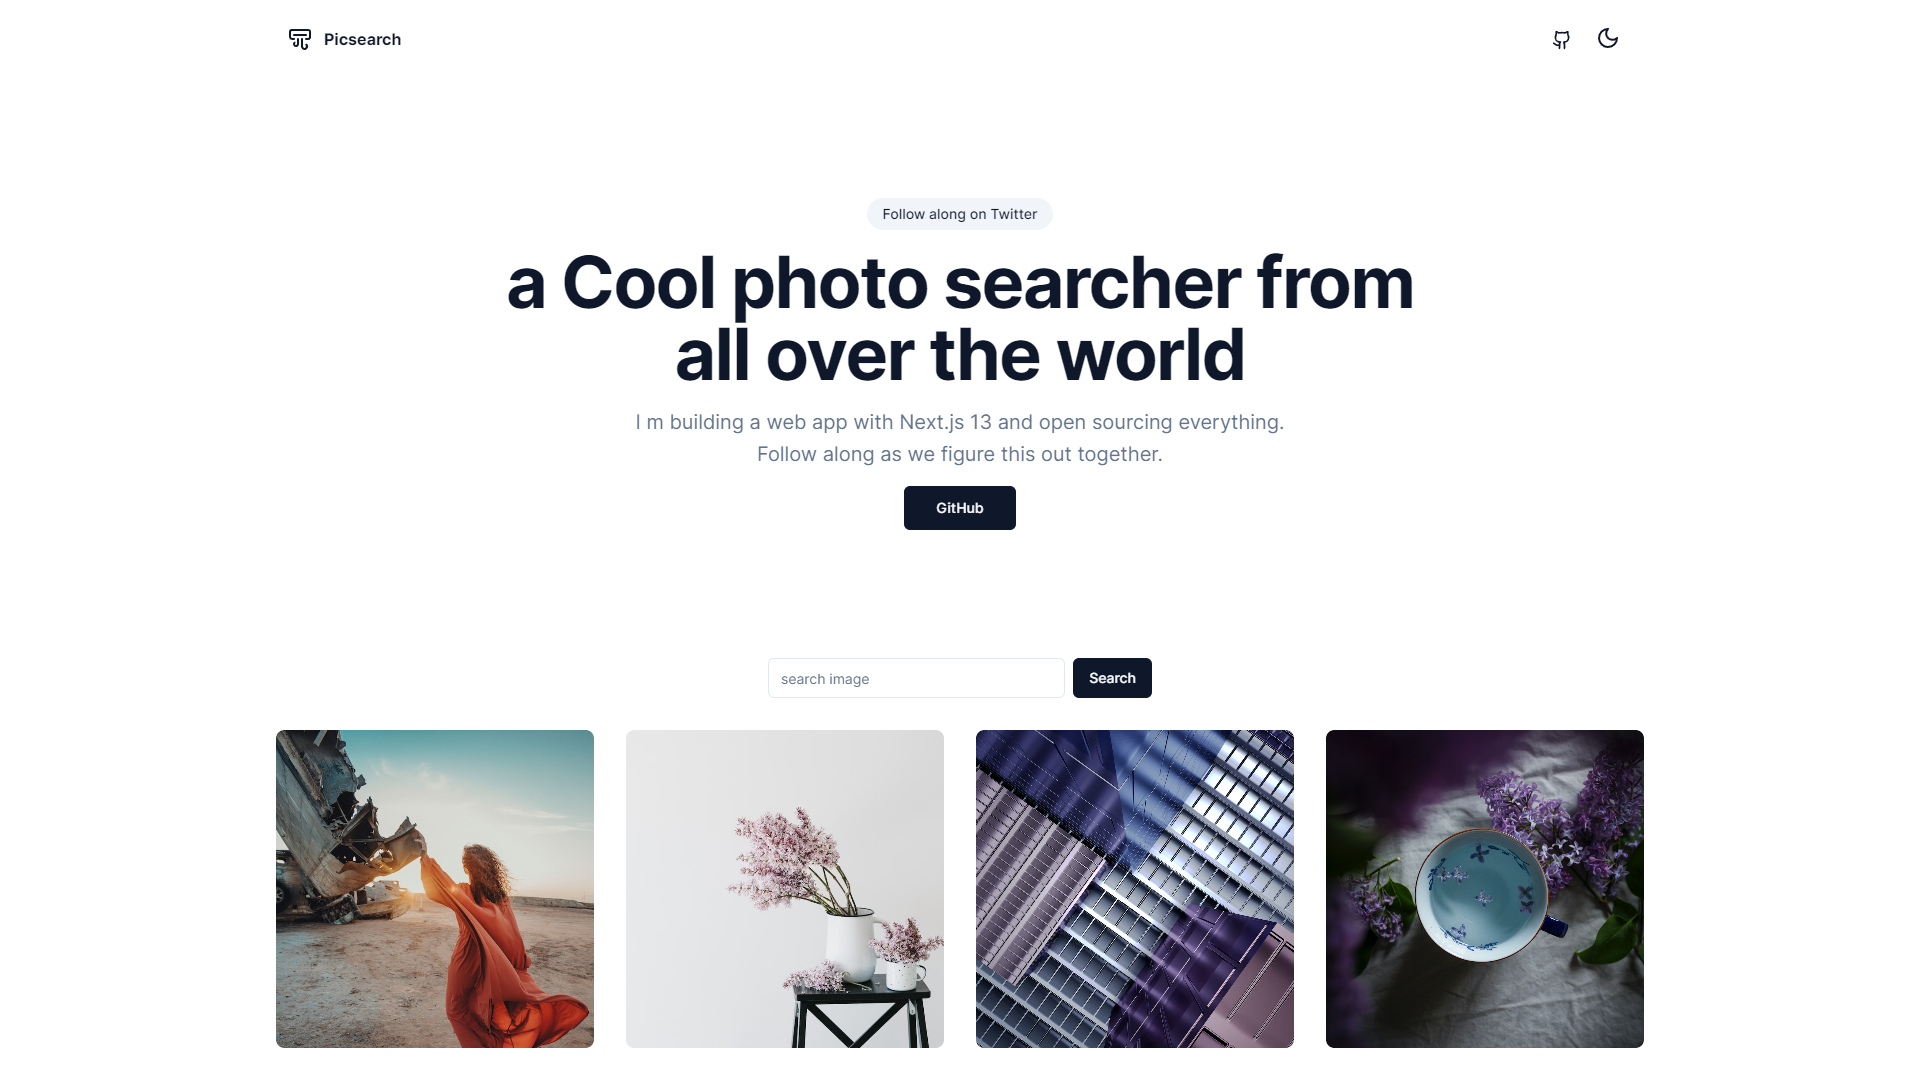 Picsearch
Follow along on Twitter
a Cool photo searcher from
all over the world
I m building a web app with Next.js 13 and open sourcing everything.
Follow along as we figure this out together.
GitHub
search image
Search